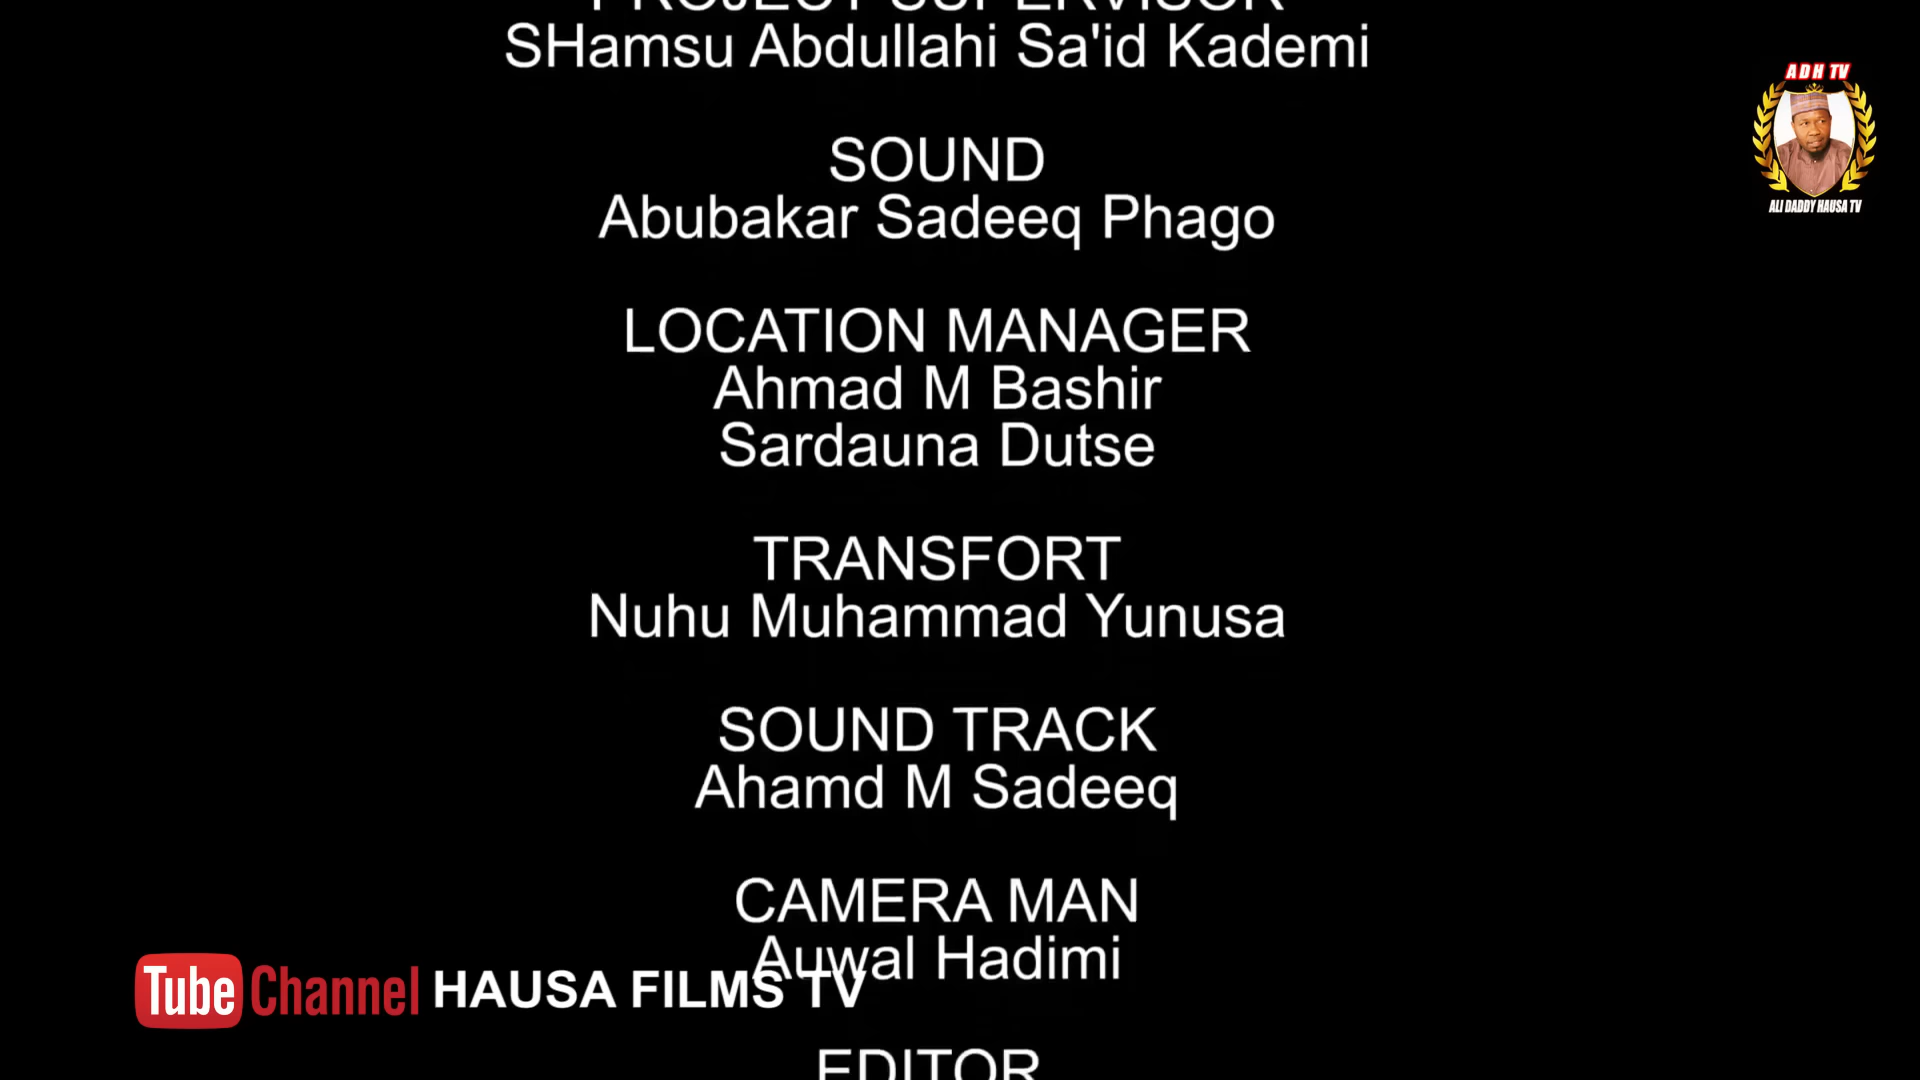 PROJECT SUPERVISOR
SHamsu Abdullahi Sa'id Kademi
ADH TV
ALI DADDY HAUSA TV
SOUND
Abubakar Sadeeq Phago
LOCATION MANAGER
Ahmad M Bashir
Sardauna Dutse
TRANSFORT
Nuhu Muhammad Yunusa
SOUND TRACK
Ahamd M Sadeeq
CAMERA MAN
Auwal Hadimi
Tube Channel HAUSA FILMS TV
EDITOR